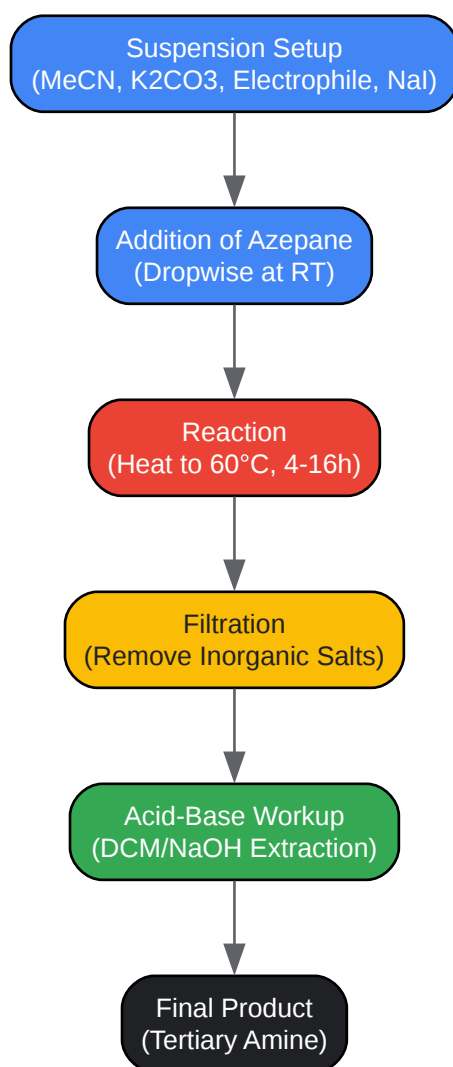 Suspension Setup
(MeCN, K2CO3, Electrophile, NaI)
Addition of Azepane
(Dropwise at RT)
Reaction
(Heat to 60°C, 4-16h)
Filtration
(Remove Inorganic Salts)
Acid-Base Workup
(DCM/NaOH Extraction)
Final Product
(Tertiary Amine)